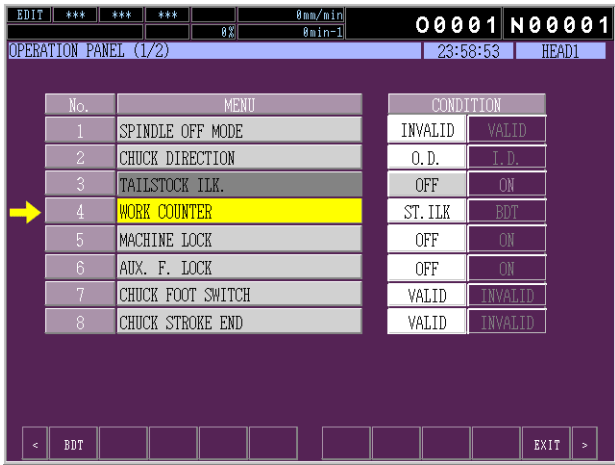 EDIT *** *** *** 0mm/min O0001 N00001
0% 0min-1
OPERATION PANEL (1/2) 23:58:53 HEAD1
No. MENU CONDITION
1 SPINDLE OFF MODE INVALID VALID
2 CHUCK DIRECTION O.D. I.D.
3 TAILSTOCK ILK. OFF ON
4 WORK COUNTER ST.ILK BDT
5 MACHINE LOCK OFF ON
6 AUX. F. LOCK OFF ON
7 CHUCK FOOT SWITCH VALID INVALID
8 CHUCK STROKE END VALID INVALID
< BDT EXIT >